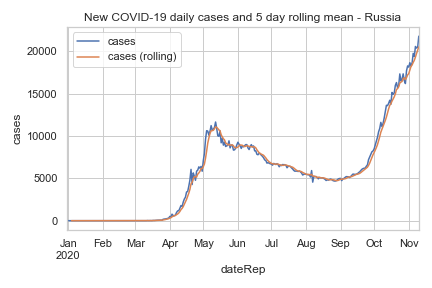 New COVID-19 daily cases and 5 day rolling mean - Russia
cases
cases (rolling)
20000
15000
10000
5000
0
cases
Jan Feb Mar Apr May Jun Jul Aug Sep Oct Nov
2020
dateRep